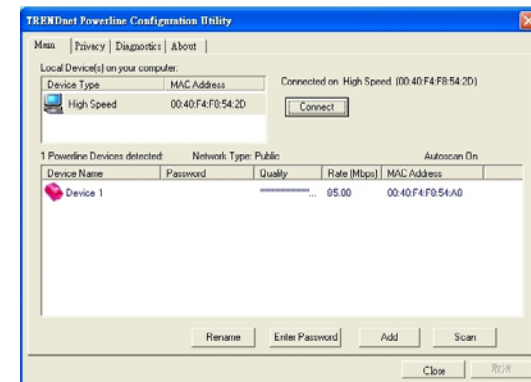 TRENDnet Powerline Configuration Utility
Main Privacy Diagnostics About
Local Device(s) on your computer:
Device Type MAC Address
High Speed 00:40:F4:F8:54:2D
Connected on High Speed. (00:40:F4:F8:54:2D)
Connect
1 Powerline Devices detected: Network Type: Public Autoscan On
Device Name Password Quality Rate (Mbps) MAC Address
Device 1 85.00 00:40:F4:F8:54:A0
Rename Enter Password Add Scan
Close 取消